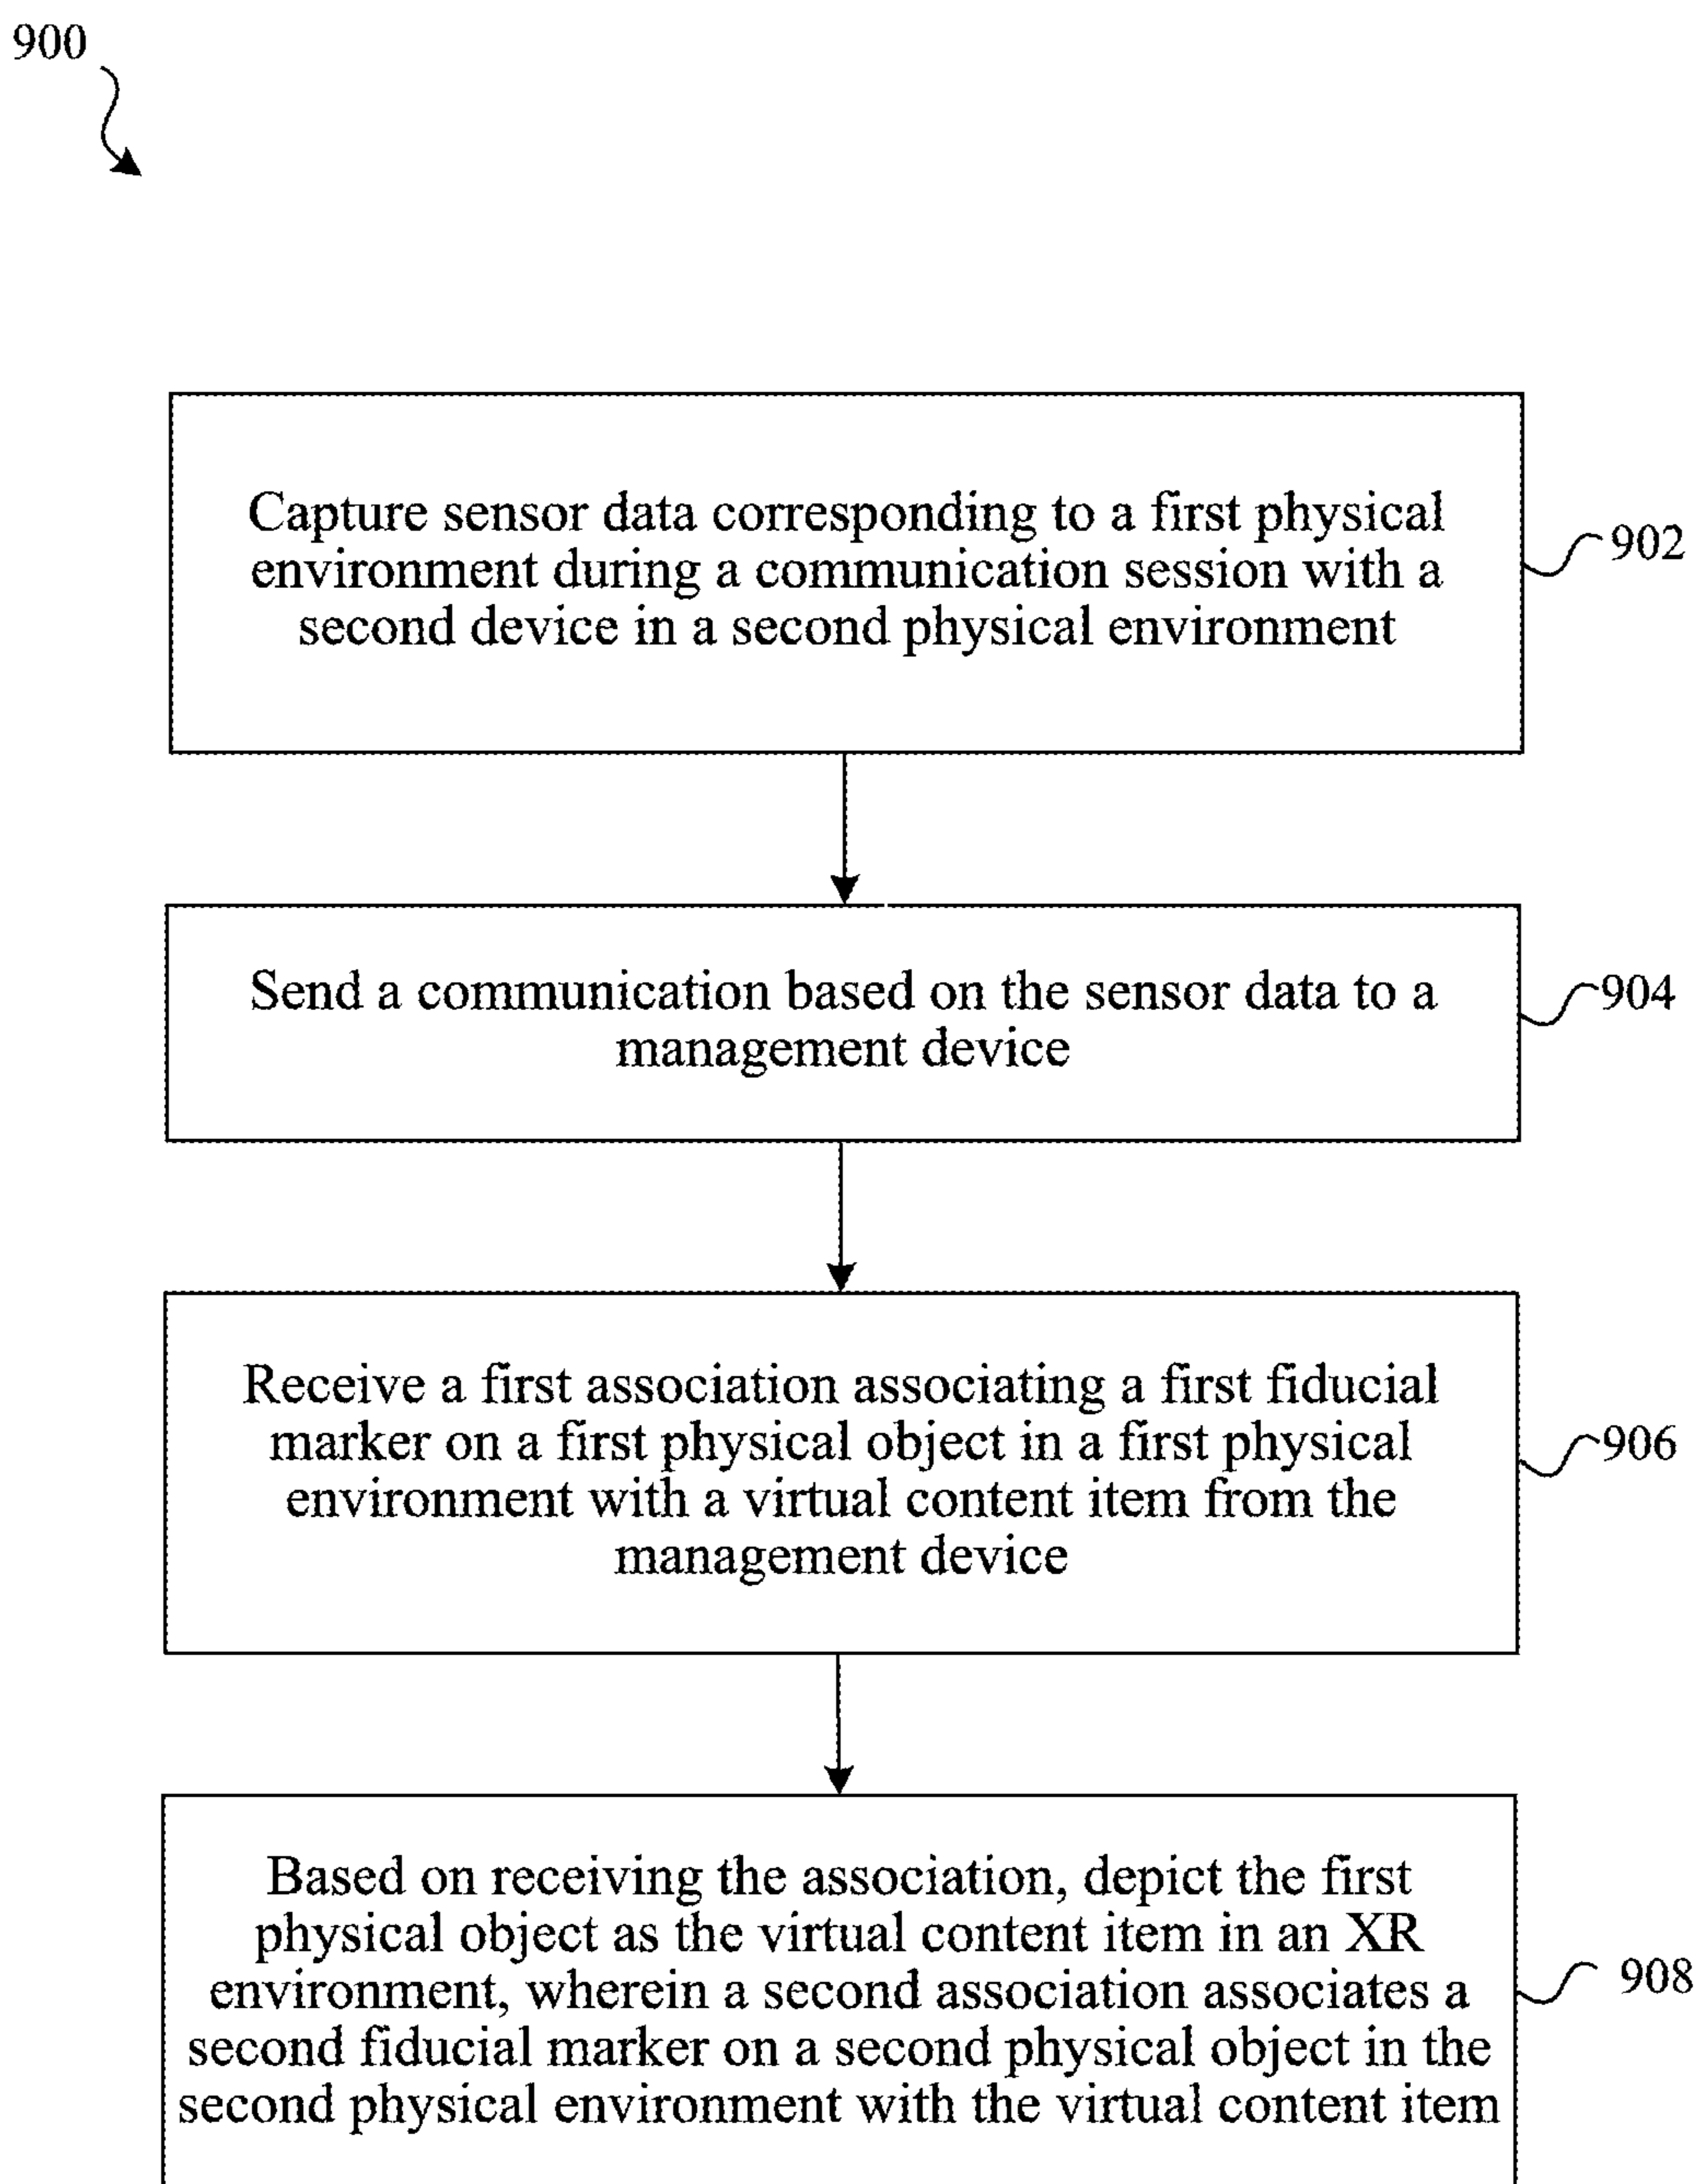 900
Capture sensor data corresponding to a first physical
environment during a communication session with a
second device in a second physical environment
902
Send a communication based on the sensor data to a
management device
904
Receive a first association associating a first fiducial
marker on a first physical object in a first physical
environment with a virtual content item from the
management device
906
Based on receiving the association, depict the first
physical object as the virtual content item in an XR
environment, wherein a second association associates a
second fiducial marker on a second physical object in the
second physical environment with the virtual content item
908